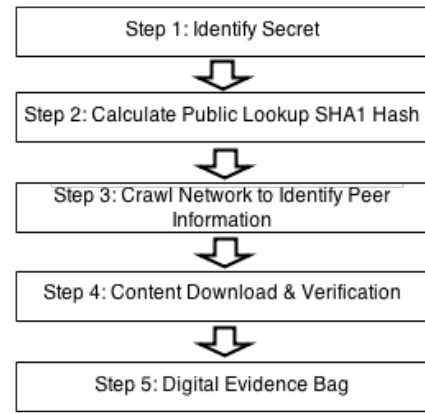 Step 1: Identify Secret
Step 2: Calculate Public Lookup SHA1 Hash
Step 3: Crawl Network to Identify Peer
Information
Step 4: Content Download & Verification
Step 5: Digital Evidence Bag